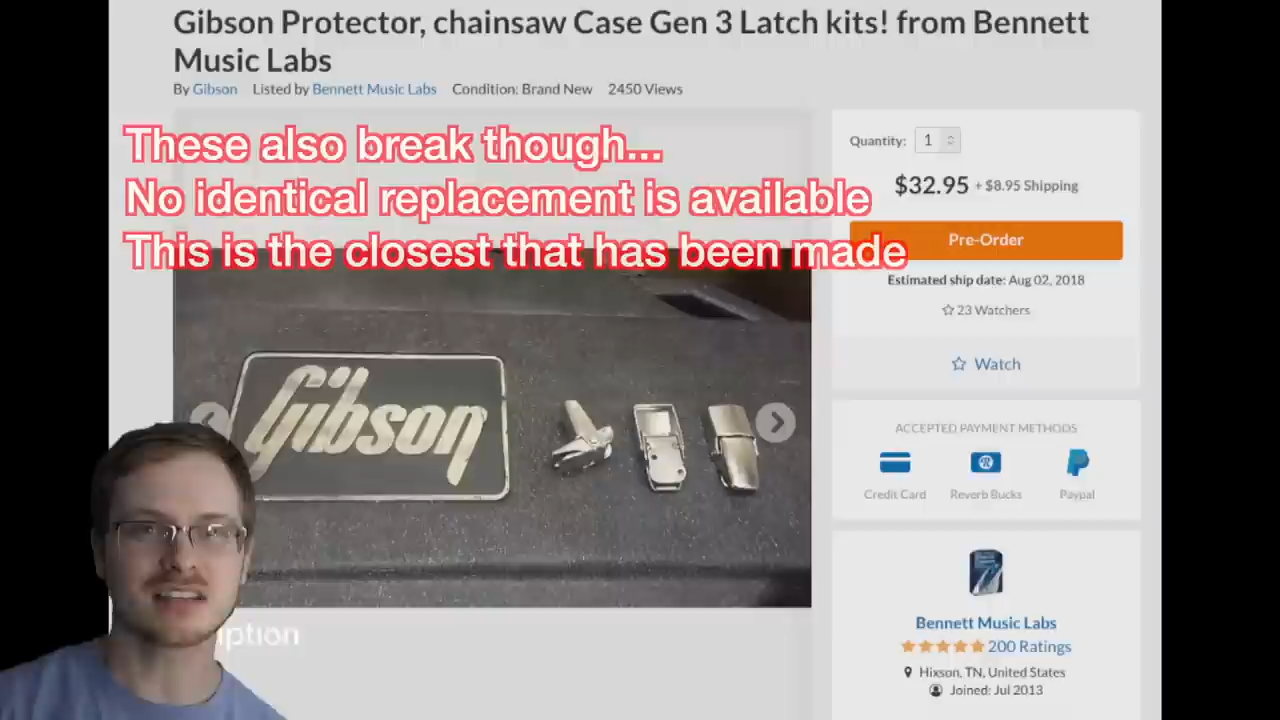 Gibson Protector, chainsaw Case Gen 3 Latch kits! from Bennett
Music Labs
By Gibson Listed by Bennett Music Labs Condition: Brand New 2450 Views
These also break though...
No identical replacement is available
This is the closest that has been made
Quantity: 1
$32.95 + $8.95 Shipping
Pre-Order
Estimated ship date: Aug 02, 2018
23 Watchers
Watch
Gibson
ACCEPTED PAYMENT METHODS
Credit Card Reverb Bucks Paypal
Bennett Music Labs
200 Ratings
Hixson, TN, United States
Joined: Jul 2013
iption